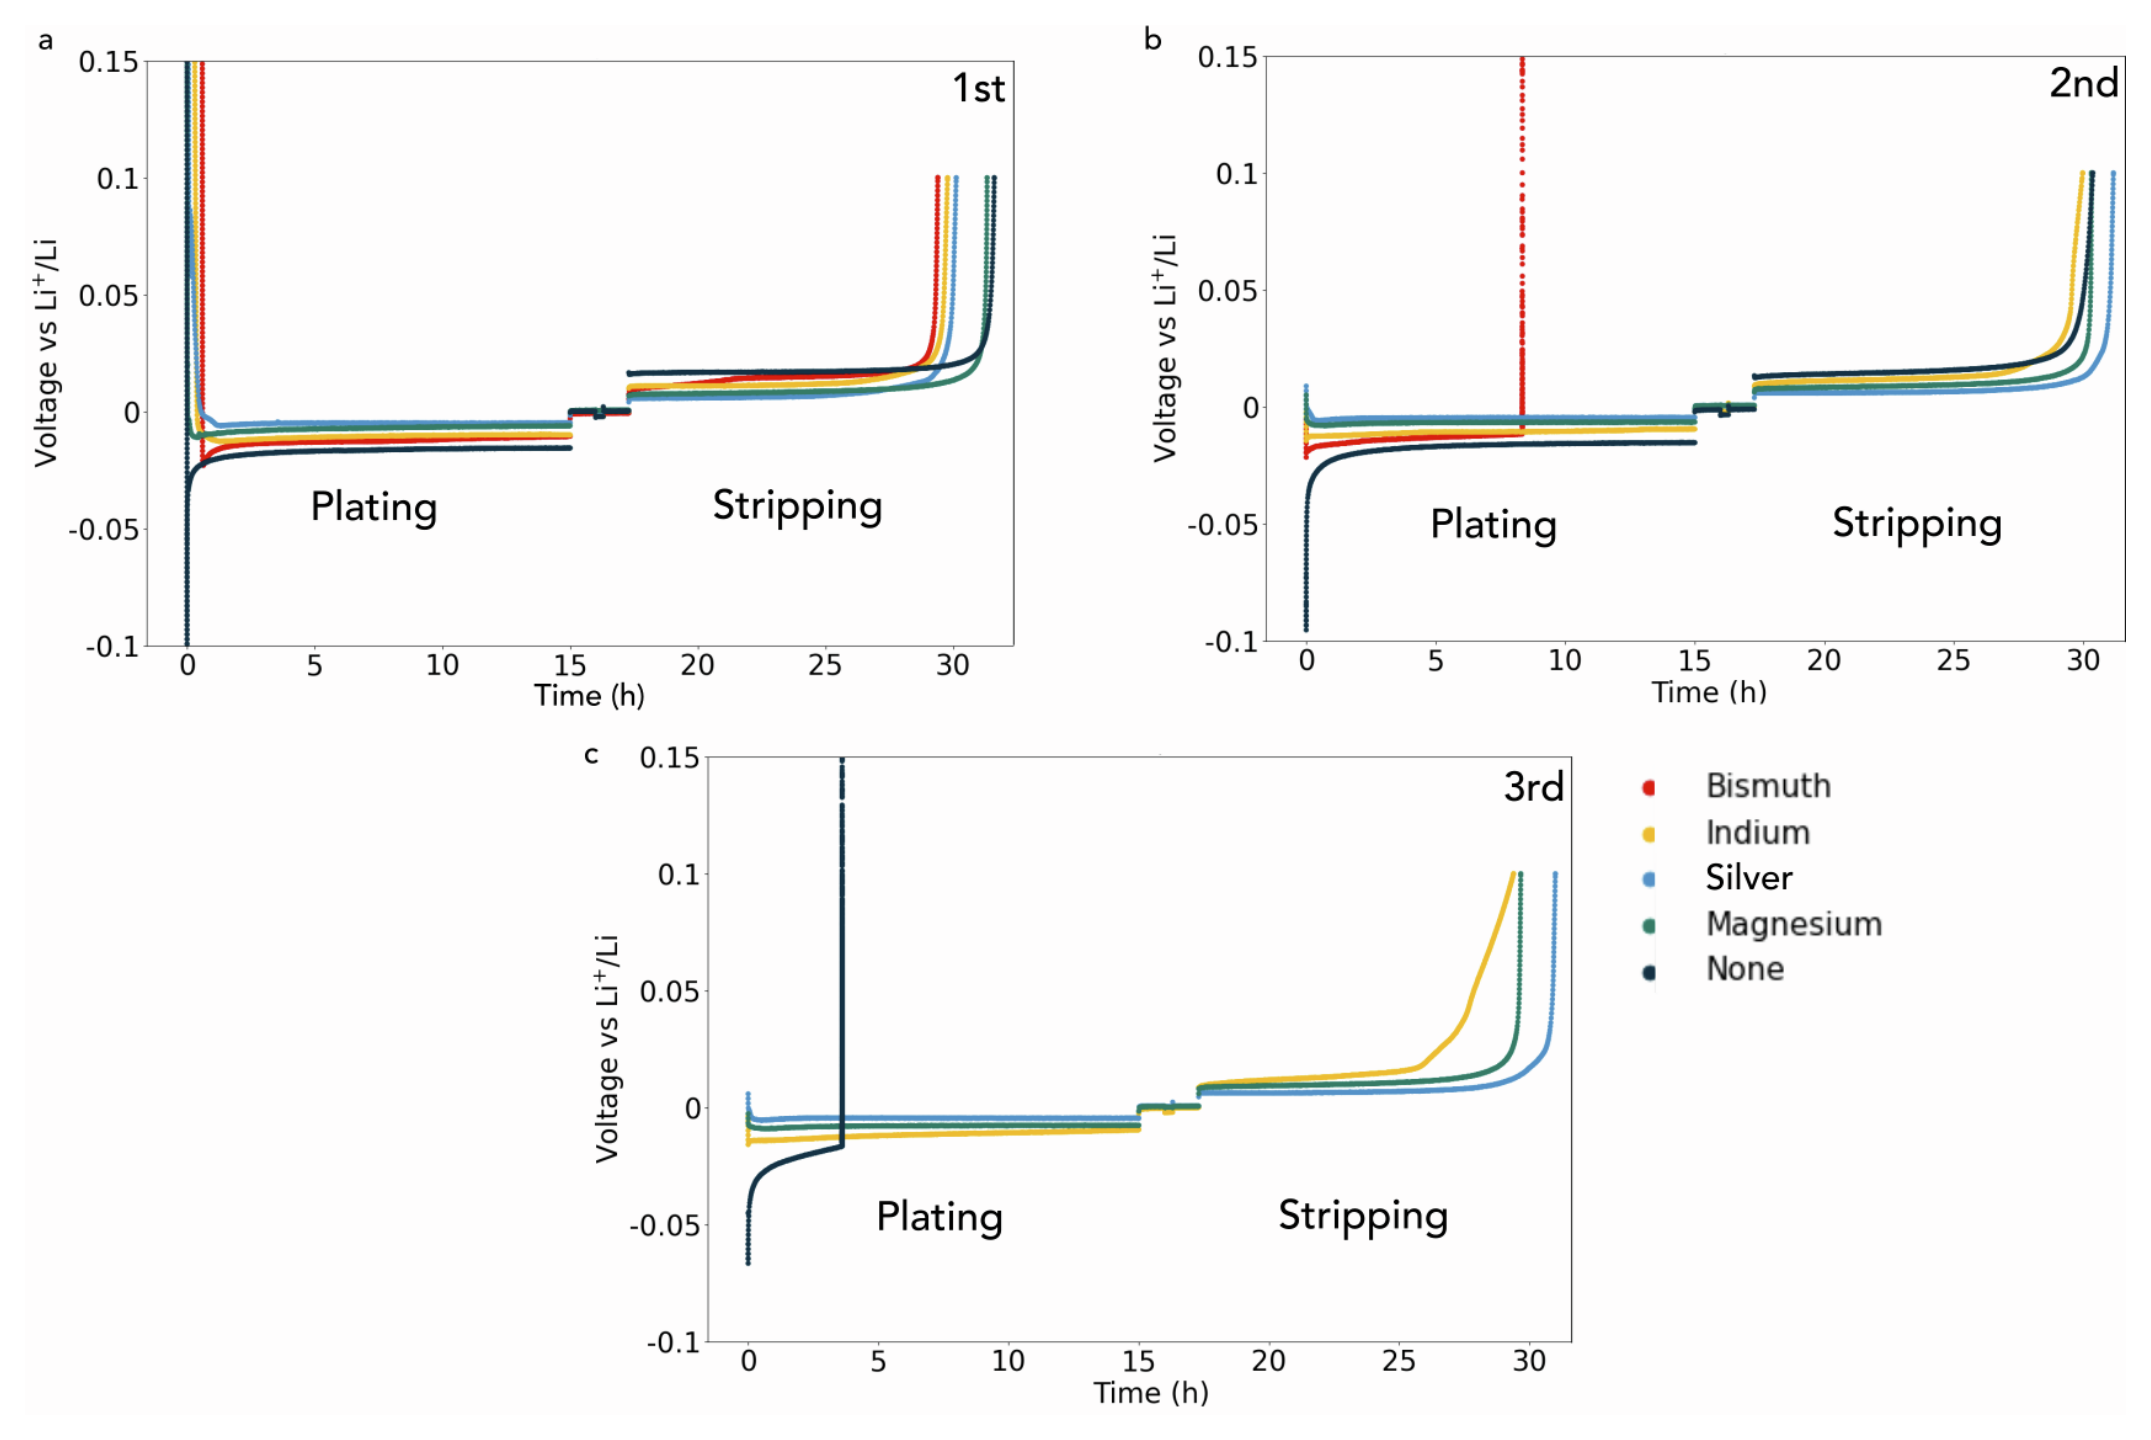 a
1st
0.15
0.1
0.05
0
-0.05
-0.1
Voltage vs Li⁺/Li
Plating
Stripping
0 5 10 15 20 25 30
Time (h)
b
2nd
0.15
0.1
0.05
0
-0.05
-0.1
Voltage vs Li⁺/Li
Plating
Stripping
0 5 10 15 20 25 30
Time (h)
c
3rd
0.15
0.1
0.05
0
-0.05
-0.1
Voltage vs Li⁺/Li
Plating
Stripping
0 5 10 15 20 25 30
Time (h)
Bismuth
Indium
Silver
Magnesium
None